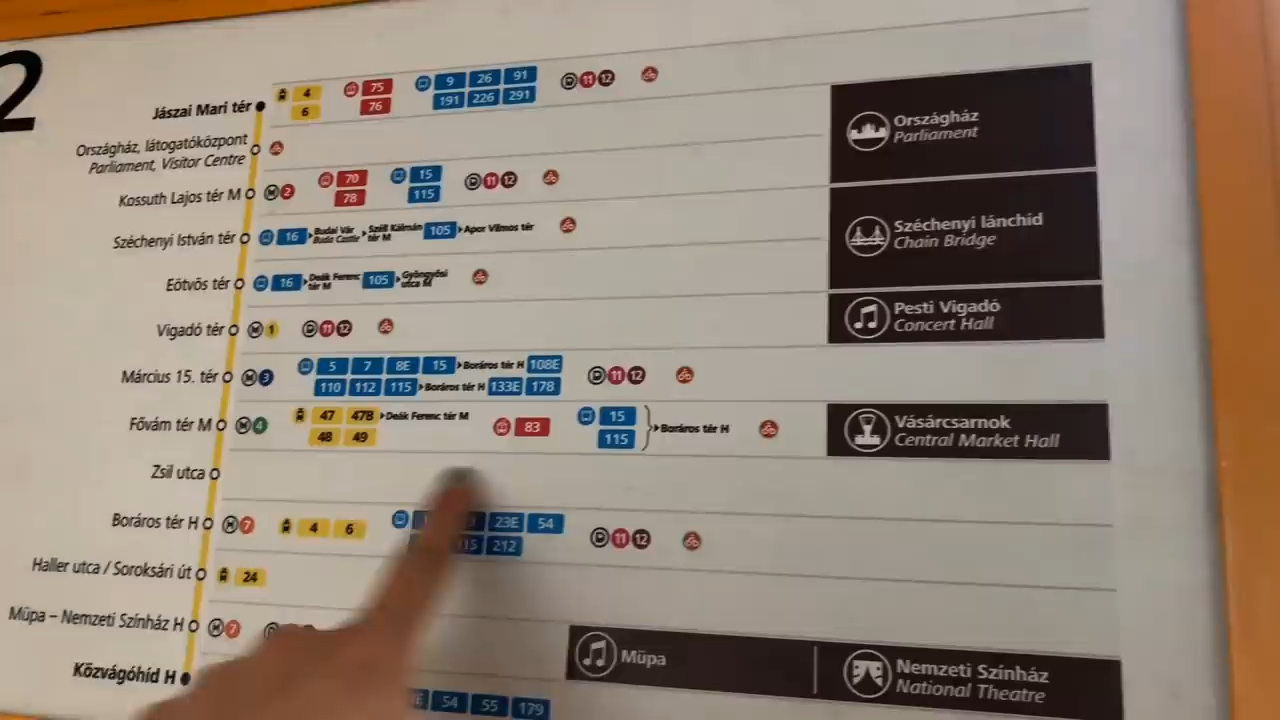 2
Jászai Mari tér 4 75 9 26 91 11 12
6 76 191 226 291
Országház, látogatóközpont
Parliament, Visitor Centre
Országház
Parliament
Kossuth Lajos tér M M 2 70 15 11 12
78 115
Széchenyi István tér 16 Budai Vár Buda Castle Széll Kálmán tér M 105 Apor Vilmos tér
Széchenyi lánchíd
Chain Bridge
Eötvös tér 16 Deák Ferenc tér M 105 Gyöngyösi utca M
Vigadó tér M 1 11 12
Pesti Vigadó
Concert Hall
Március 15. tér M 3 5 7 8E 15 Boráros tér H 108E 11 12
110 112 115 Boráros tér H 133E 178
Fővám tér M M 4 47 47B Deák Ferenc tér M 83 15 Boráros tér H
48 49 115
Vásárcsarnok
Central Market Hall
Zsil utca
Boráros tér H H 7 4 6 23E 54 11 12
212
Haller utca / Soroksári út 24
Müpa – Nemzeti Színház H H 7
Müpa
Nemzeti Színház
National Theatre
Közvágóhíd H
54 55 179